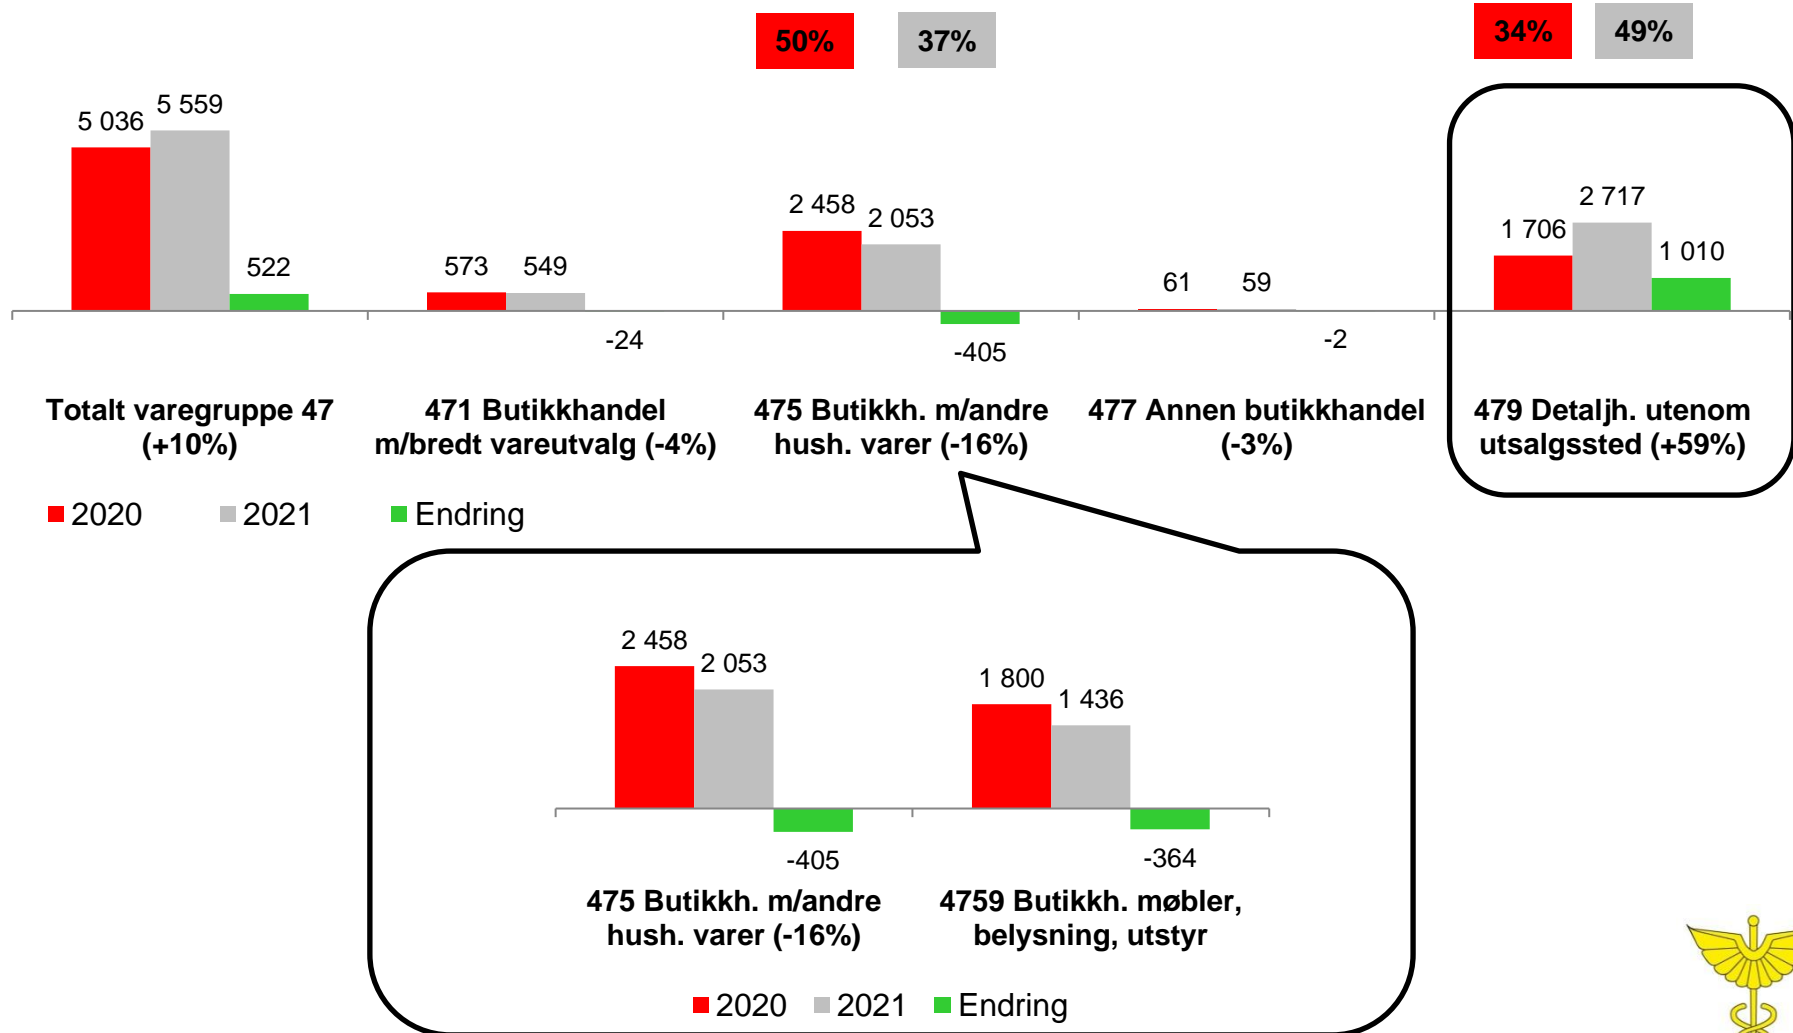 50% 37% 34% 49%
5 036 5 559 522
573 549 -24
2 458 2 053 -405
61 59 -2
1 706 2 717 1 010
Totalt varegruppe 47
(+10%)
471 Butikkhandel
m/bredt vareutvalg (-4%)
475 Butikkh. m/andre
hush. varer (-16%)
477 Annen butikkhandel
(-3%)
479 Detaljh. utenom
utsalgssted (+59%)
2020 2021 Endring
2 458 2 053 -405
1 800 1 436 -364
475 Butikkh. m/andre
hush. varer (-16%)
4759 Butikkh. møbler,
belysning, utstyr
2020 2021 Endring